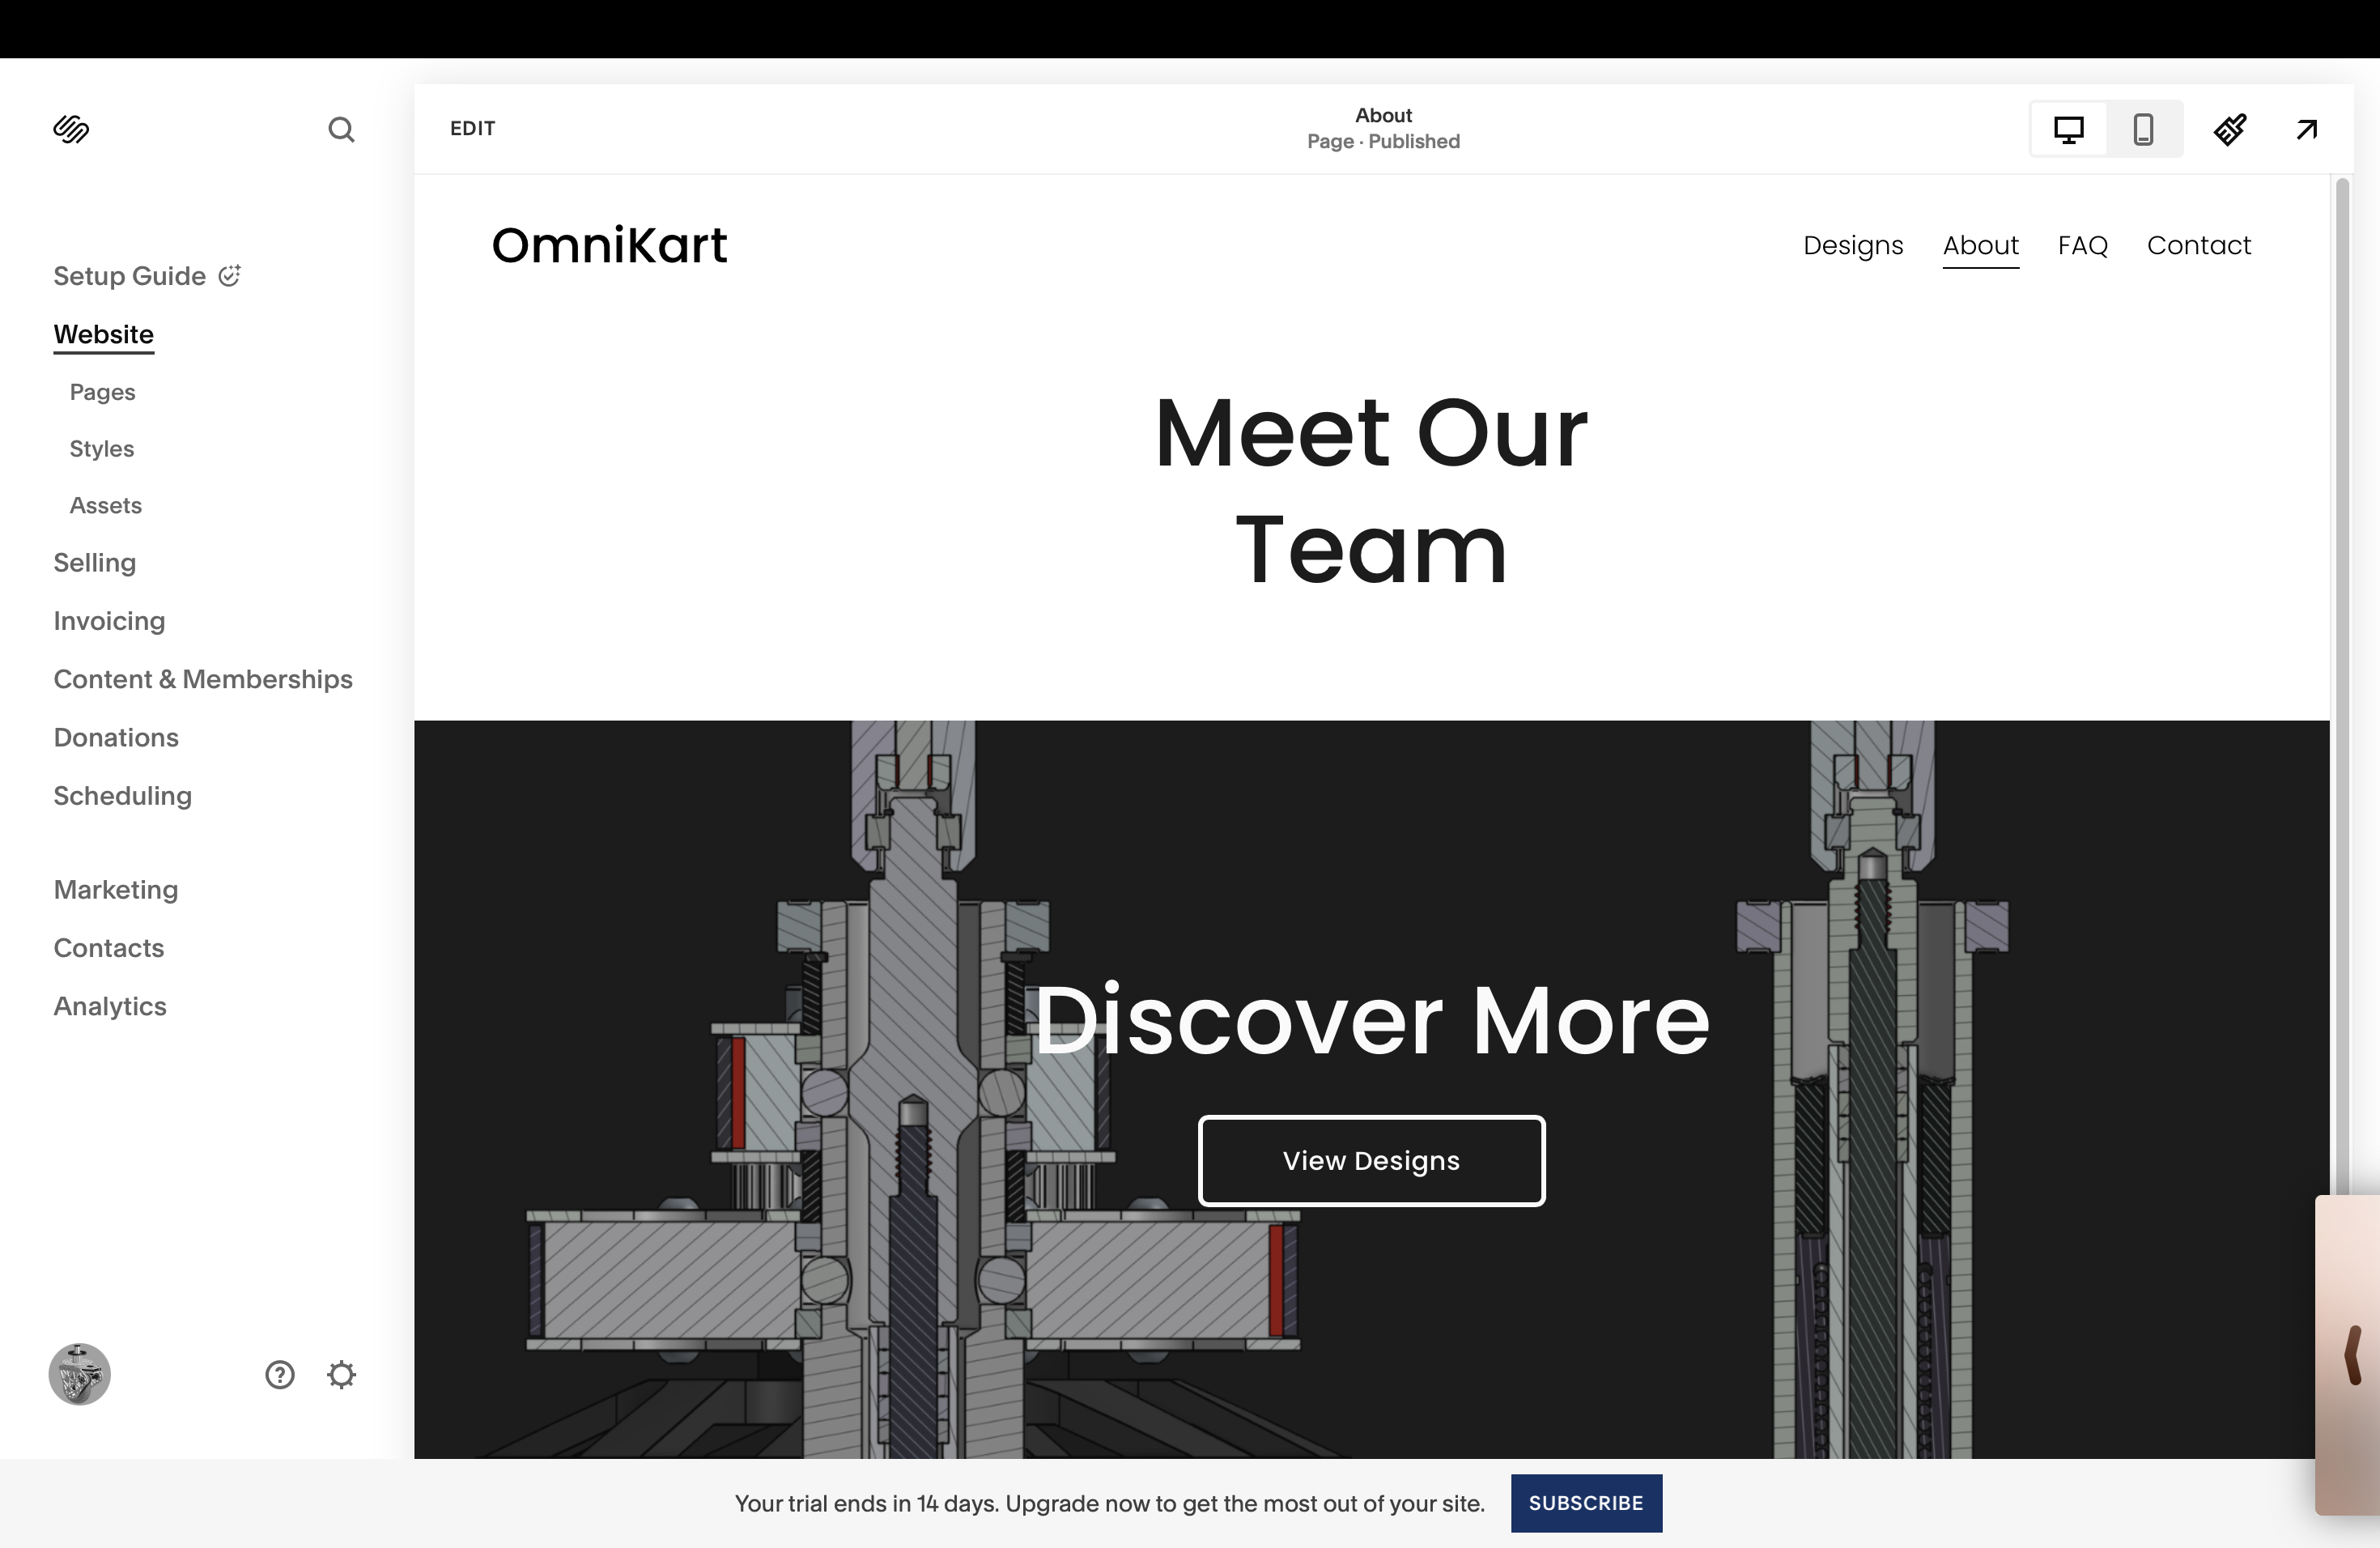 EDIT
About
Page · Published
OmniKart
Designs About FAQ Contact
Setup Guide
Website
Pages
Styles
Assets
Selling
Invoicing
Content & Memberships
Donations
Scheduling
Marketing
Contacts
Analytics
Meet Our
Team
Discover More
View Designs
Your trial ends in 14 days. Upgrade now to get the most out of your site. SUBSCRIBE